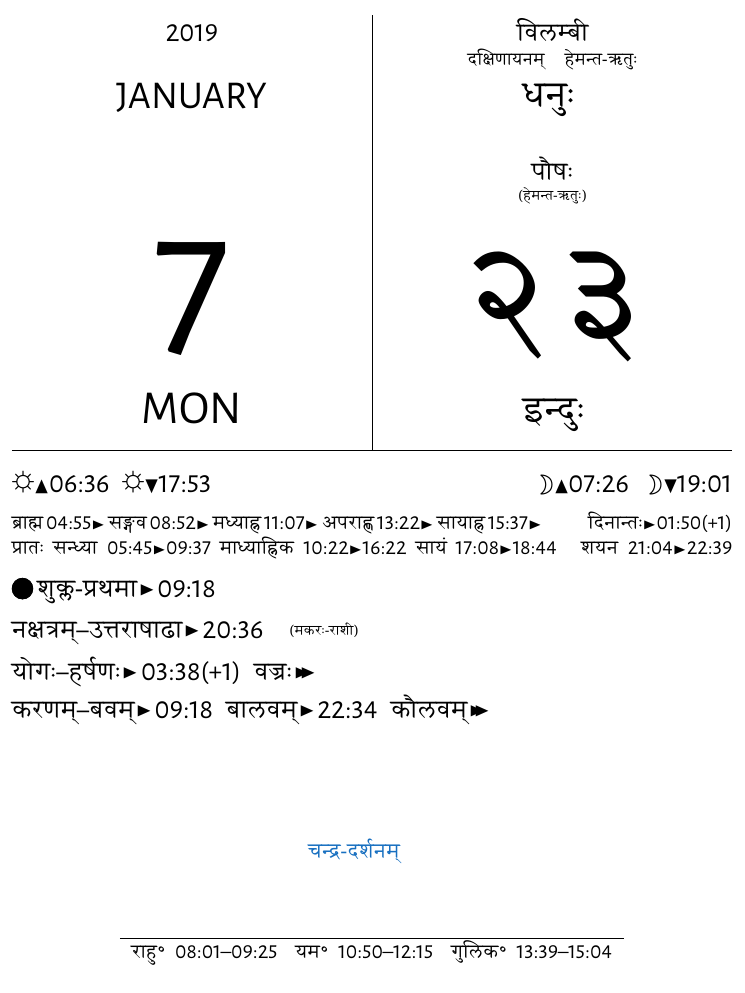 2019
JANUARY
7
MON
विलम्बी
दक्षिणायनम् हेमन्त-ऋतुः
धनुः
पौषः
(हेमन्त-ऋतुः)
२३
इन्दुः
☼▲06:36 ☼▼17:53 ☽▲07:26 ☽▼19:01
ब्राह्म 04:55► सङ्गव 08:52► मध्याह्न 11:07► अपराह्ण 13:22► सायाह्न 15:37► दिनान्तः►01:50(+1)
प्रातः सन्ध्या 05:45►09:37 माध्याह्निक 10:22►16:22 सायं 17:08►18:44 शयन 21:04►22:39
●शुक्ल-प्रथमा►09:18
नक्षत्रम्–उत्तराषाढा►20:36 (मकरः-राशी)
योगः–हर्षणः►03:38(+1) वज्रः►►
करणम्–बवम्►09:18 बालवम्►22:34 कौलवम्►►
चन्द्र-दर्शनम्
राहु° 08:01–09:25 यम° 10:50–12:15 गुलिक° 13:39–15:04